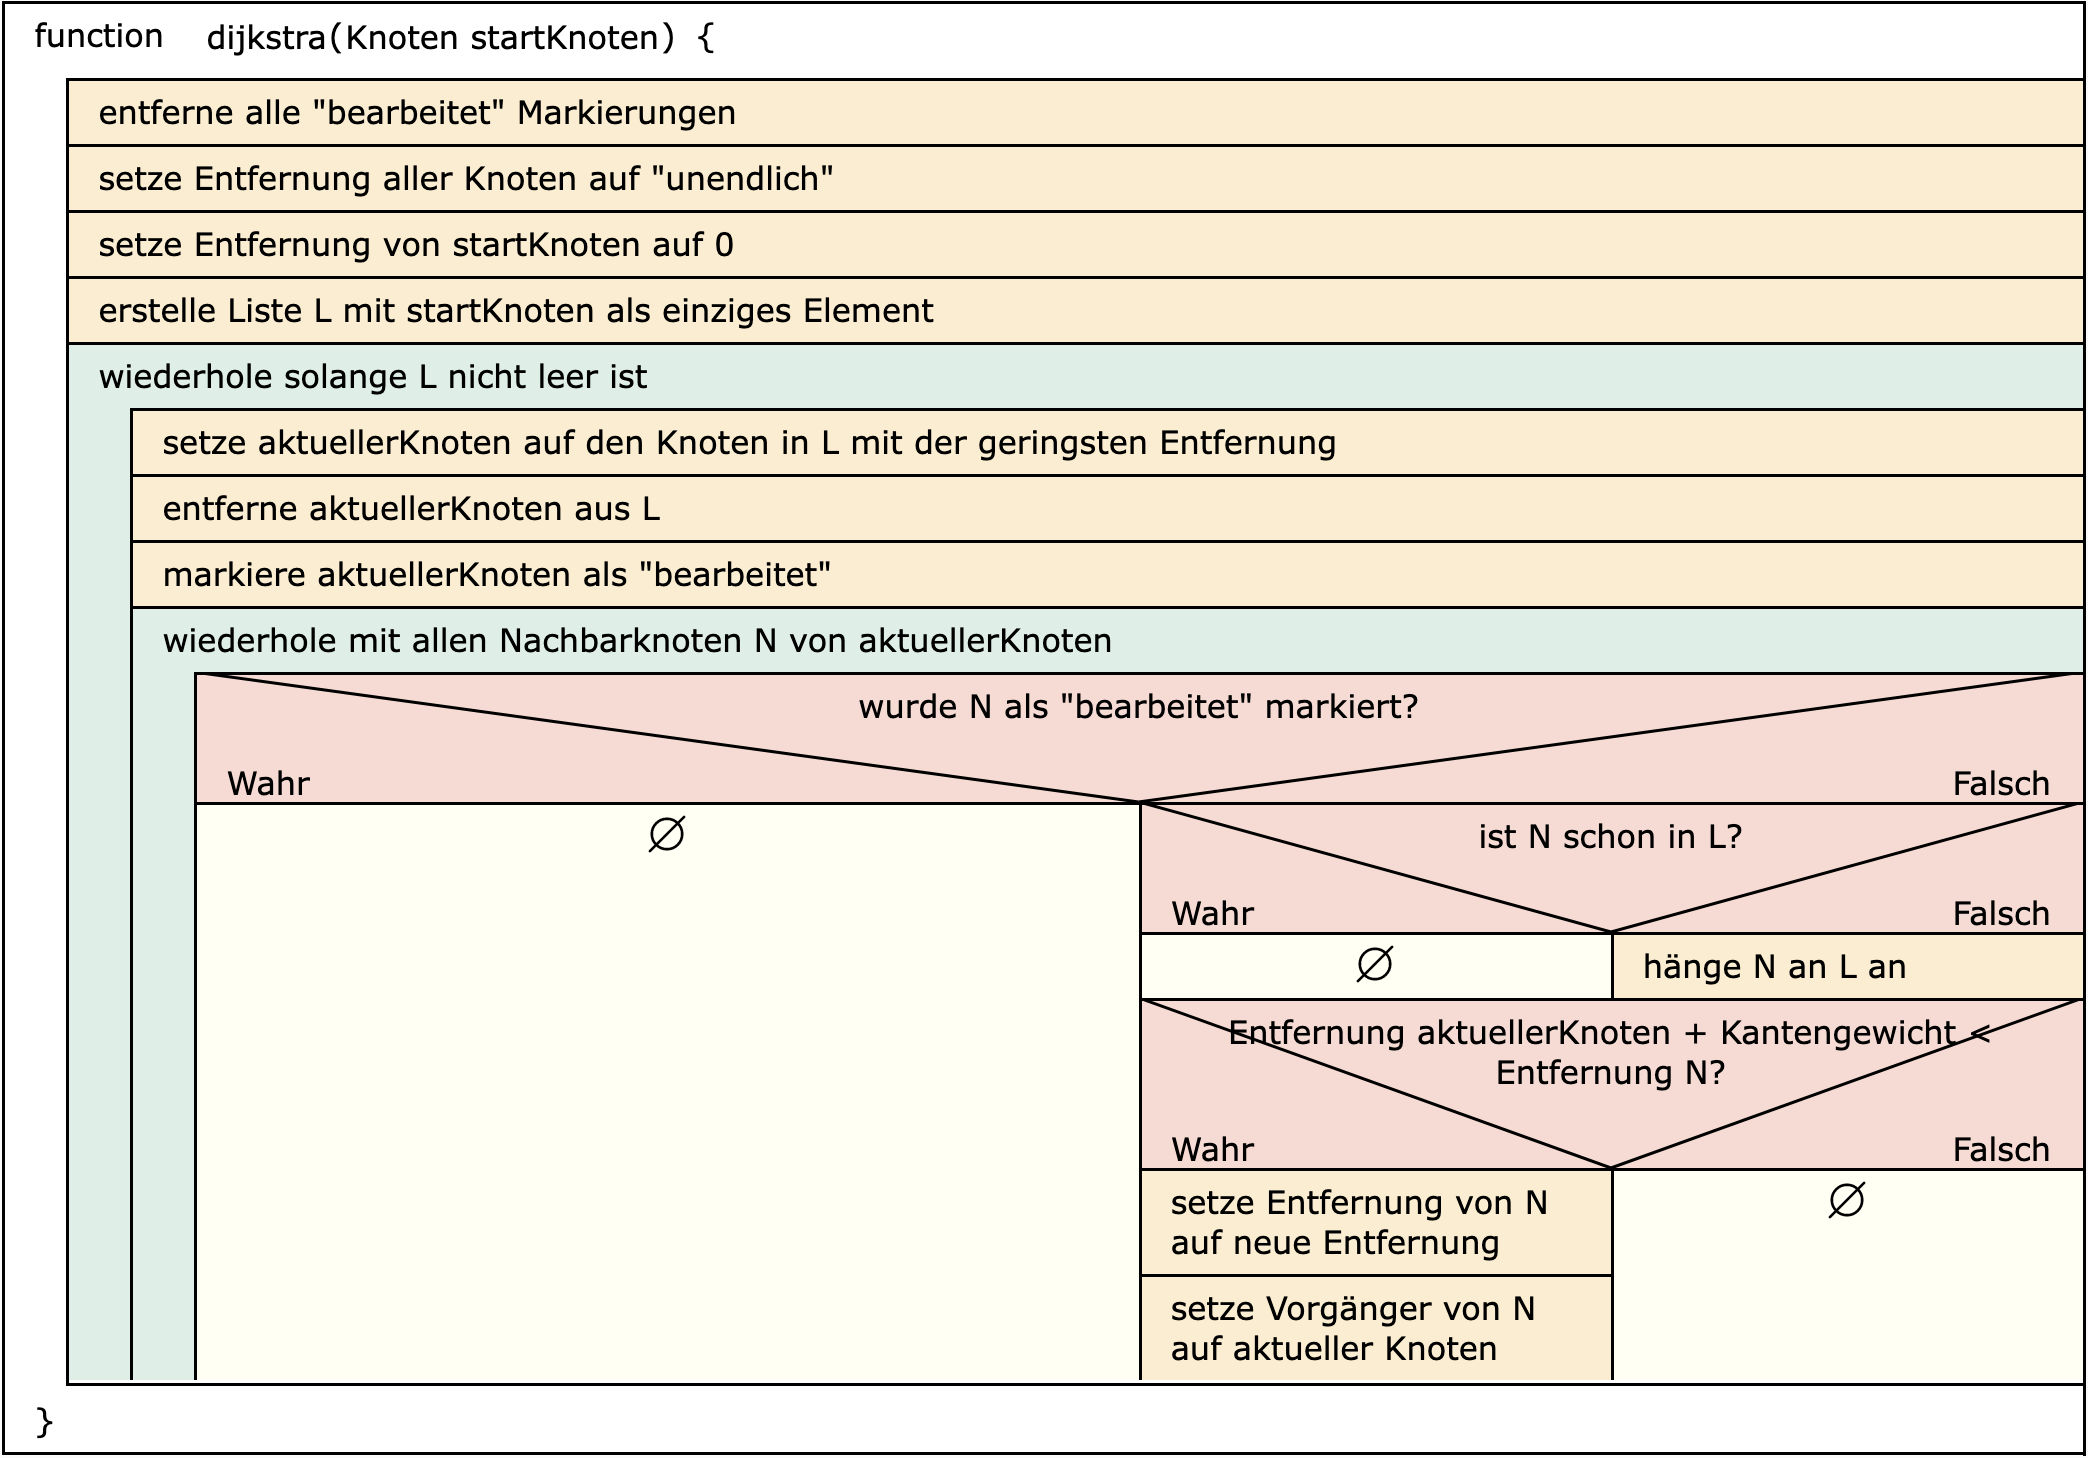 function dijkstra(Knoten startKnoten) {
entferne alle "bearbeitet" Markierungen
setze Entfernung aller Knoten auf "unendlich"
setze Entfernung von startKnoten auf 0
erstelle Liste L mit startKnoten als einziges Element
wiederhole solange L nicht leer ist
setze aktuellerKnoten auf den Knoten in L mit der geringsten Entfernung
entferne aktuellerKnoten aus L
markiere aktuellerKnoten als "bearbeitet"
wiederhole mit allen Nachbarknoten N von aktuellerKnoten
wurde N als "bearbeitet" markiert?
Wahr
Falsch
∅
ist N schon in L?
Wahr
Falsch
∅
hänge N an L an
Entfernung aktuellerKnoten + Kantengewicht <
Entfernung N?
Wahr
Falsch
setze Entfernung von N
auf neue Entfernung
∅
setze Vorgänger von N
auf aktueller Knoten
}